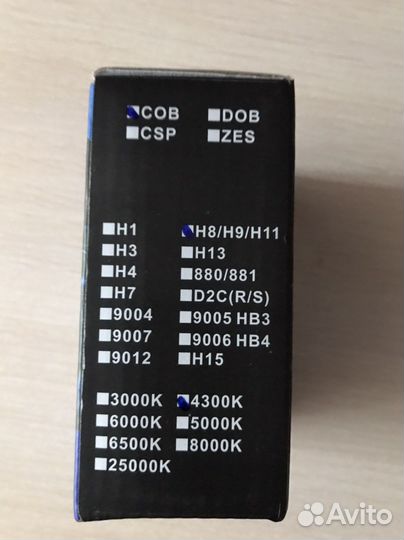 COB DOB
CSP ZES
H1 H8/H9/H11
H3 H13
H4 880/881
H7 D2C(R/S)
9004 9005 HB3
9007 9006 HB4
9012 H15
3000K 4300K
6000K 5000K
6500K 8000K
25000K
Avito